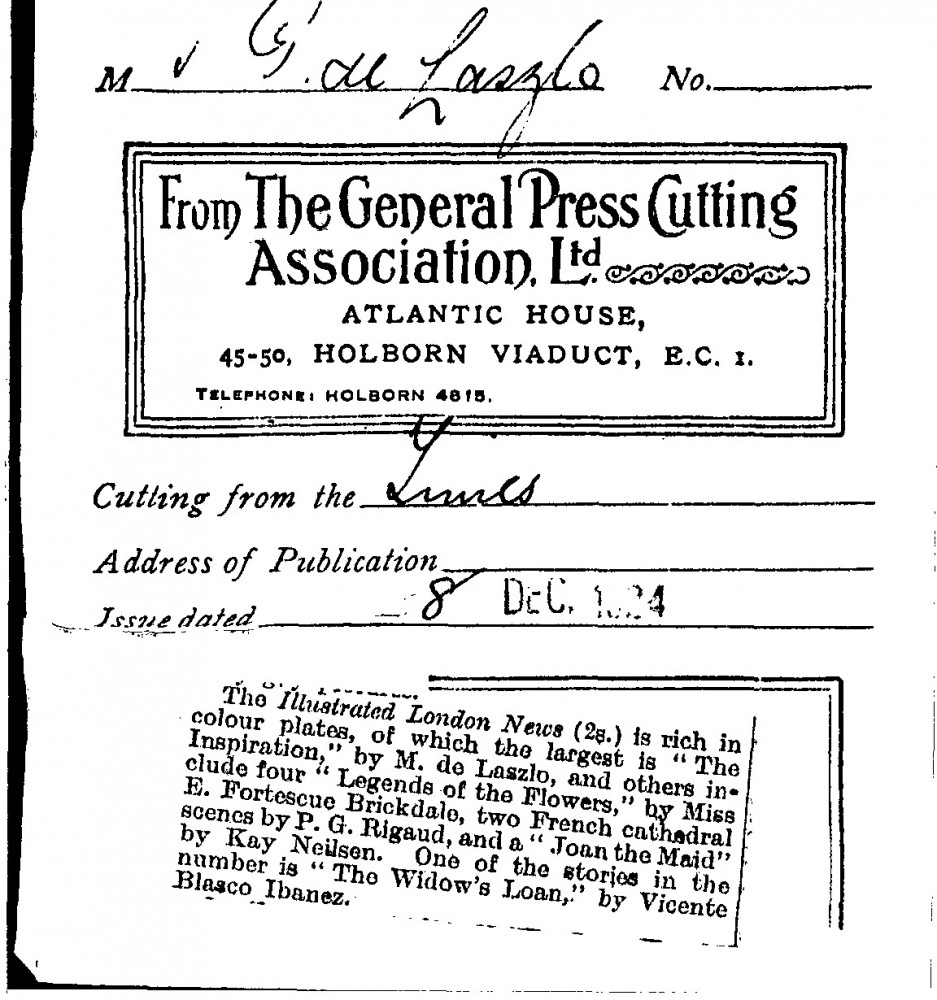 M G. de Laszlo No.
From The General Press Cutting
Association, Ltd.
ATLANTIC HOUSE,
45-50, HOLBORN VIADUCT, E.C. 1.
TELEPHONE: HOLBORN 4815.
Cutting from the Times
Address of Publication
Issue dated 8 DEC. 1924
The Illustrated London News (2s.) is rich in
colour plates, of which the largest is "The
Inspiration," by M. de Laszlo, and others in-
clude four "Legends of the Flowers," by Miss
E. Fortescue Brickdale, two French cathedral
scenes by P. G. Rigaud, and a "Joan the Maid"
by Kay Neilsen. One of the stories in the
number is "The Widow's Loan," by Vicente
Blasco Ibanez.